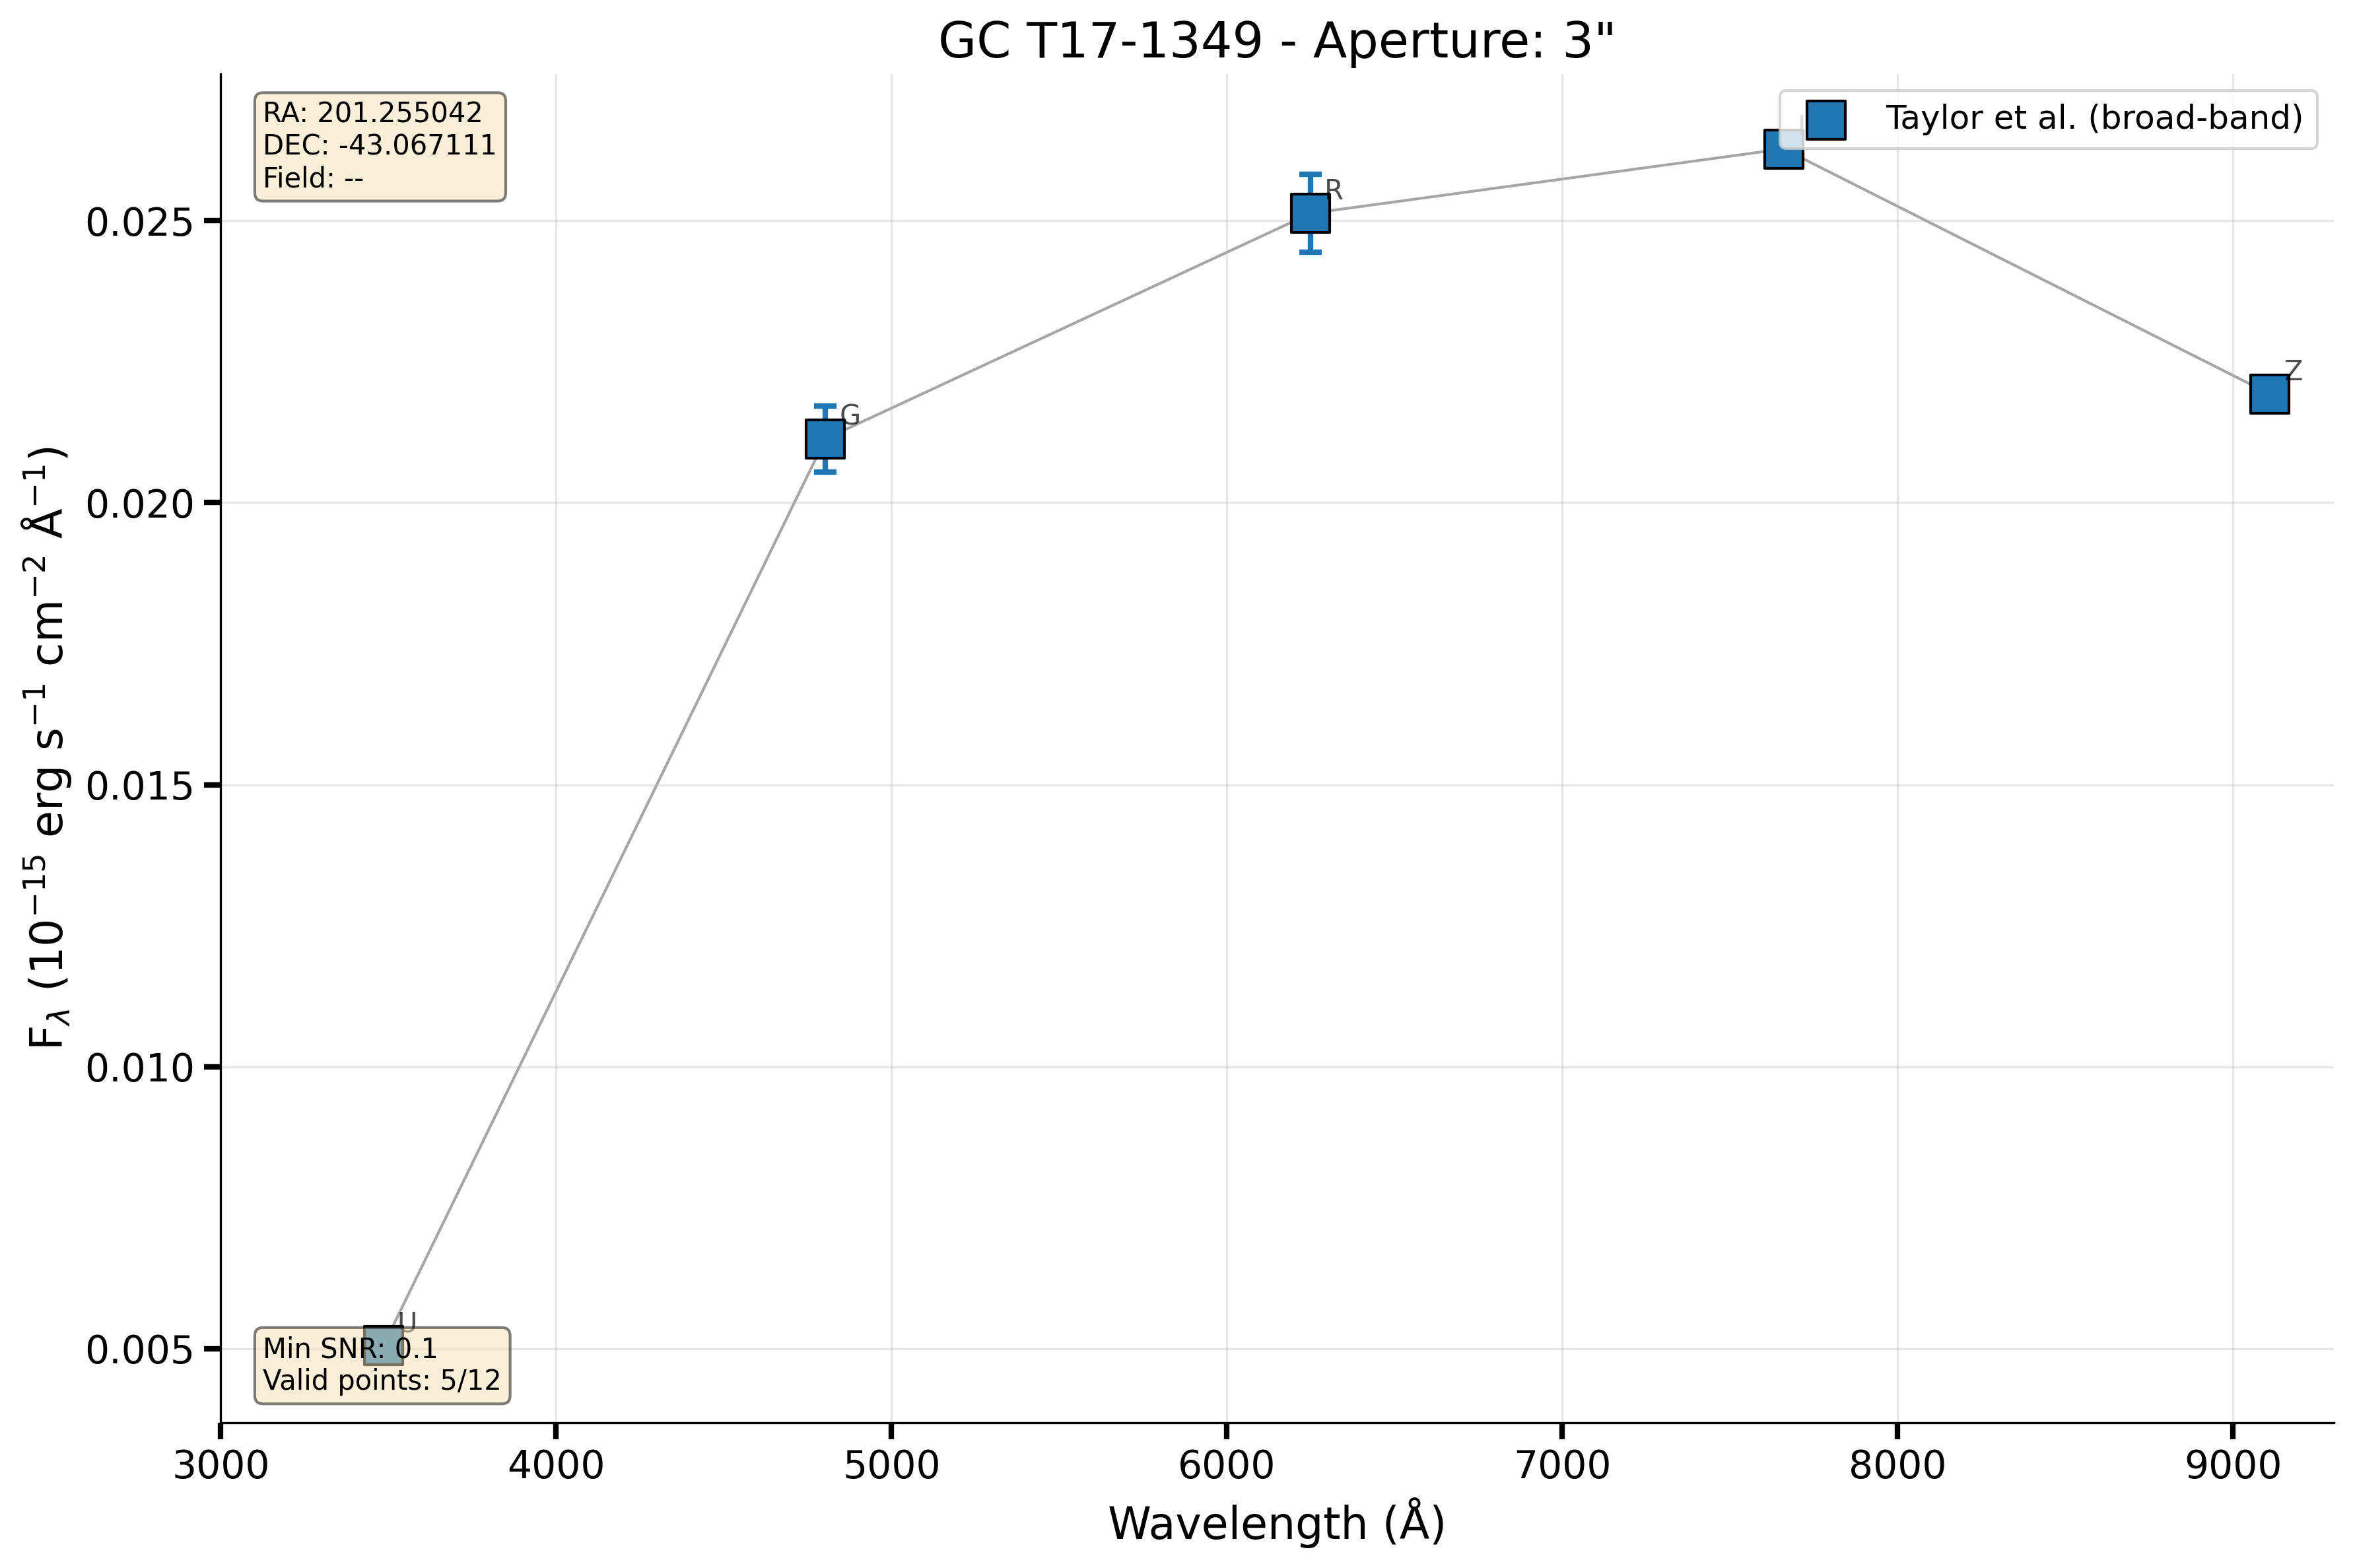 GC T17-1349 - Aperture: 3"
RA: 201.255042
DEC: -43.067111
Field: --
Taylor et al. (broad-band)
R
G
Z
U
Min SNR: 0.1
Valid points: 5/12
0.025
0.020
0.015
0.010
0.005
F_λ (10⁻¹⁵ erg s⁻¹ cm⁻² Å⁻¹)
3000 4000 5000 6000 7000 8000 9000
Wavelength (Å)